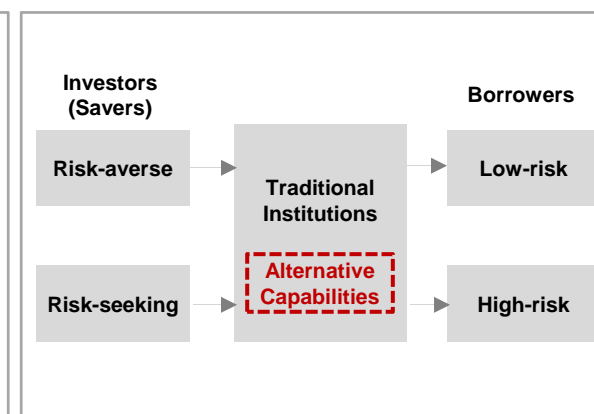 Investors
(Savers)
Borrowers
Risk-averse
Traditional
Institutions
Low-risk
Alternative
Capabilities
Risk-seeking
High-risk